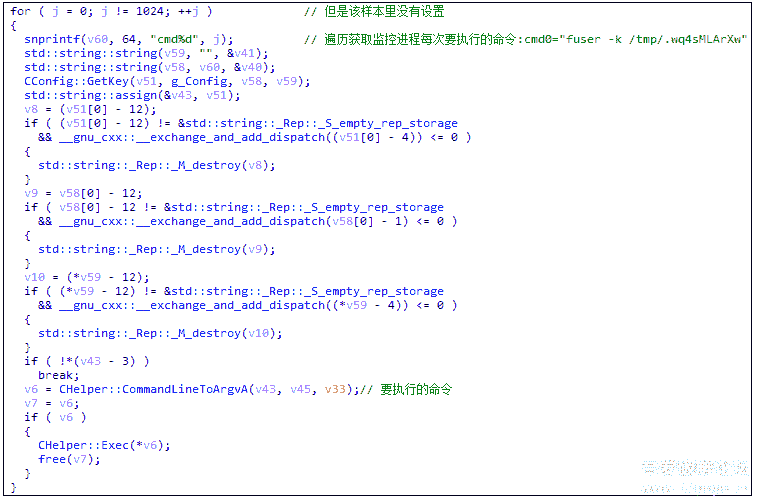 for ( j = 0; j != 1024; ++j )             // 但是该样本里没有设置
{
  snprintf(v60, 64, "cmd%d", j);          // 遍历获取监控进程每次要执行的命令:cmd0="fuser -k /tmp/.wq4sMLArXw"
  std::string::string(v59, "", &v41);
  std::string::string(v58, v60, &v40);
  CConfig::GetKey(v51, g_Config, v58, v59);
  std::string::assign(&v43, v51);
  v8 = (v51[0] - 12);
  if ( (v51[0] - 12) != &std::string::_Rep::_S_empty_rep_storage
    && __gnu_cxx::__exchange_and_add_dispatch((v51[0] - 4)) <= 0 )
  {
    std::string::_Rep::_M_destroy(v8);
  }
  v9 = v58[0] - 12;
  if ( v58[0] - 12 != &std::string::_Rep::_S_empty_rep_storage
    && __gnu_cxx::__exchange_and_add_dispatch(v58[0] - 1) <= 0 )
  {
    std::string::_Rep::_M_destroy(v9);
  }
  v10 = (*v59 - 12);
  if ( (*v59 - 12) != &std::string::_Rep::_S_empty_rep_storage
    && __gnu_cxx::__exchange_and_add_dispatch((*v59 - 4)) <= 0 )
  {
    std::string::_Rep::_M_destroy(v10);
  }
  if ( !*(v43 - 3) )
    break;
  v6 = CHelper::CommandLineToArgvA(v43, v45, v33);// 要执行的命令
  v7 = v6;
  if ( v6 )
  {
    CHelper::Exec(*v6);
    free(v7);
  }
}